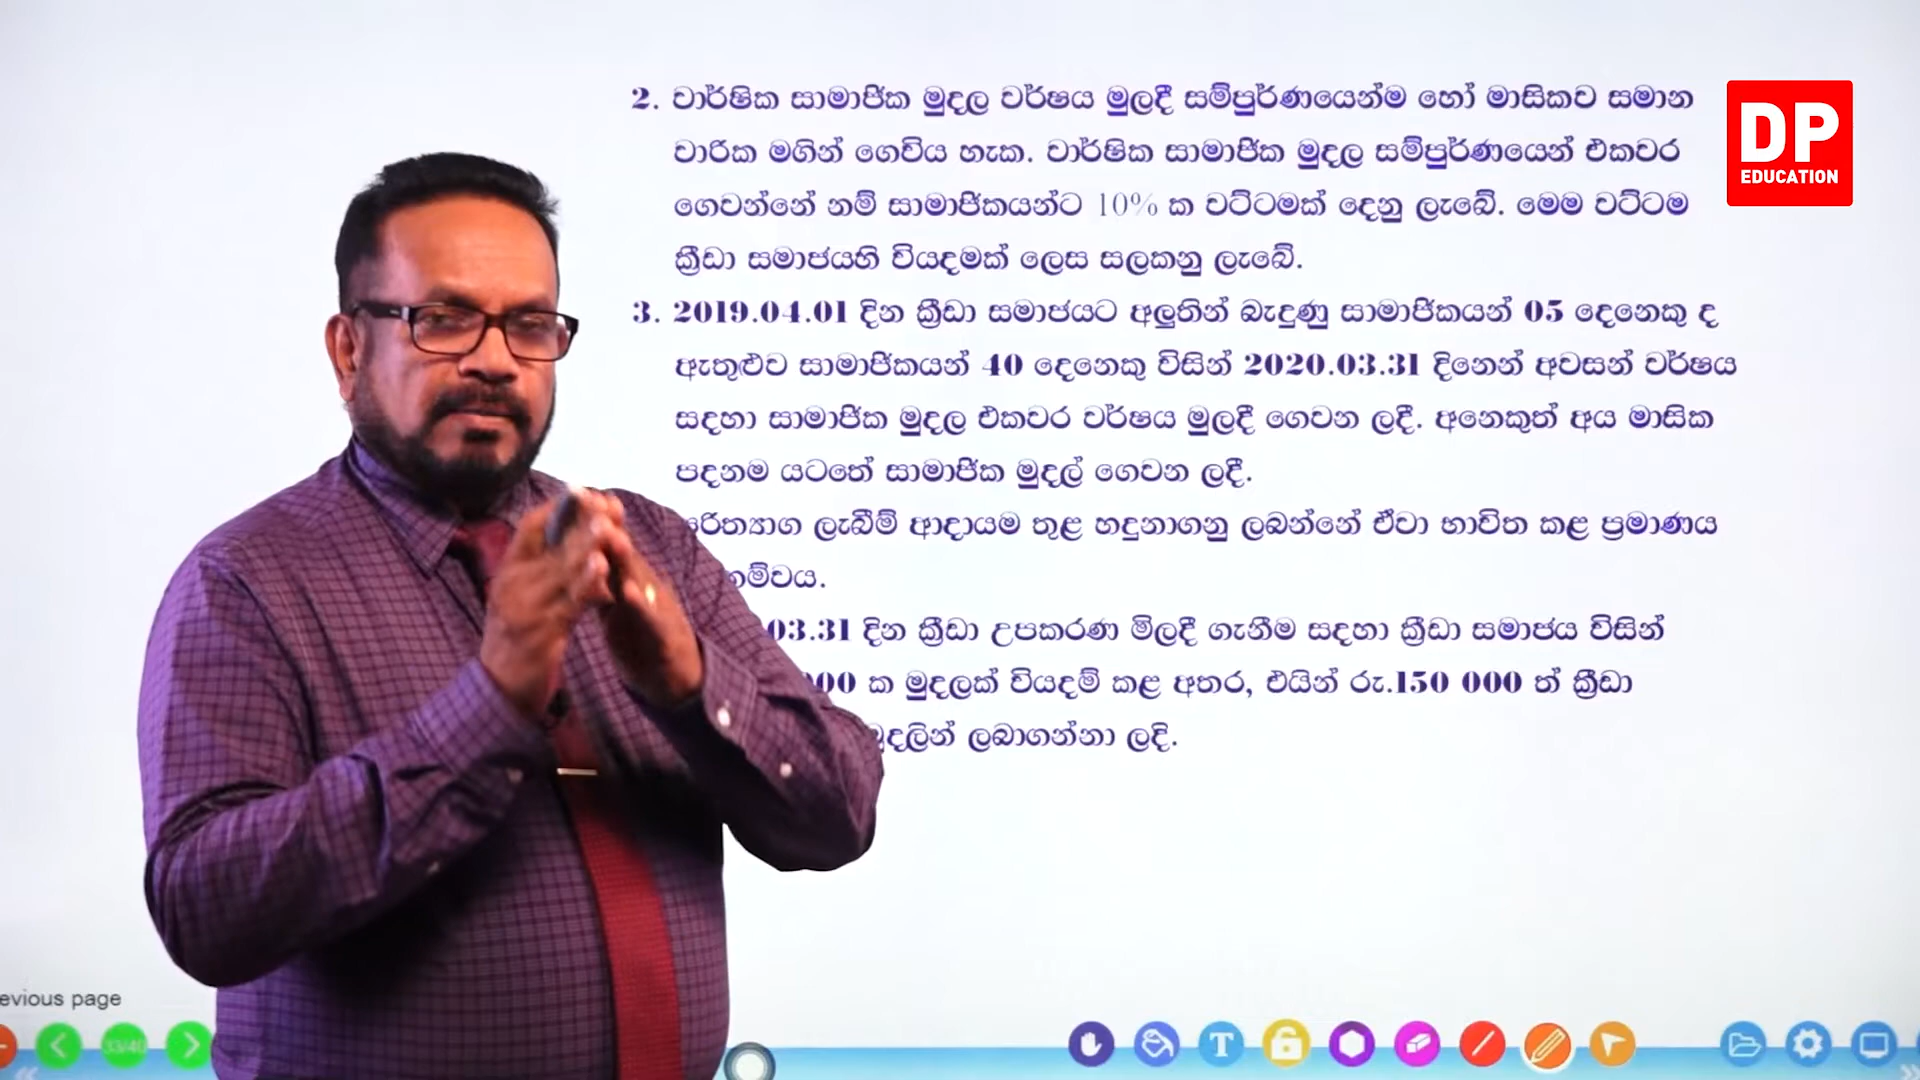 2. වාර්ෂික සාමාජික මුදල වර්ෂය මුලදී සම්පුර්ණයෙන්ම හෝ මාසිකව සමාන
වාරික මගින් ගෙවිය හැක. වාර්ෂික සාමාජික මුදල සම්පුර්ණයෙන් එකවර
ගෙවන්නේ නම් සාමාජිකයන්ට 10% ක වට්ටමක් දෙනු ලැබේ. මෙම වට්ටම
ක්‍රීඩා සමාජයහි වියදමක් ලෙස සලකනු ලැබේ.
3. 2019.04.01 දින ක්‍රීඩා සමාජයට අලුතින් බැදුණු සාමාජිකයන් 05 දෙනෙකු ද
ඇතුළුව සාමාජිකයන් 40 දෙනෙකු විසින් 2020.03.31 දිනෙන් අවසන් වර්ෂය
සඳහා සාමාජික මුදල එකවර වර්ෂය මුලදී ගෙවන ලදී. අනෙකුත් අය මාසික
පදනම යටතේ සාමාජික මුදල් ගෙවන ලදී.
ලැබීම් ආදායම තුළ හදුනාගනු ලබන්නේ ඒවා භාවිත කළ ප්‍රමාණය
03.31 දින ක්‍රීඩා උපකරණ මිලදී ගැනීම සඳහා ක්‍රීඩා සමාජය විසින්
ක මුදලක් වියදම් කළ අතර, එයින් රු.150 000 ත් ක්‍රීඩා
ලබාගන්නා ලදි.
DP
EDUCATION
evious page
33/40
T